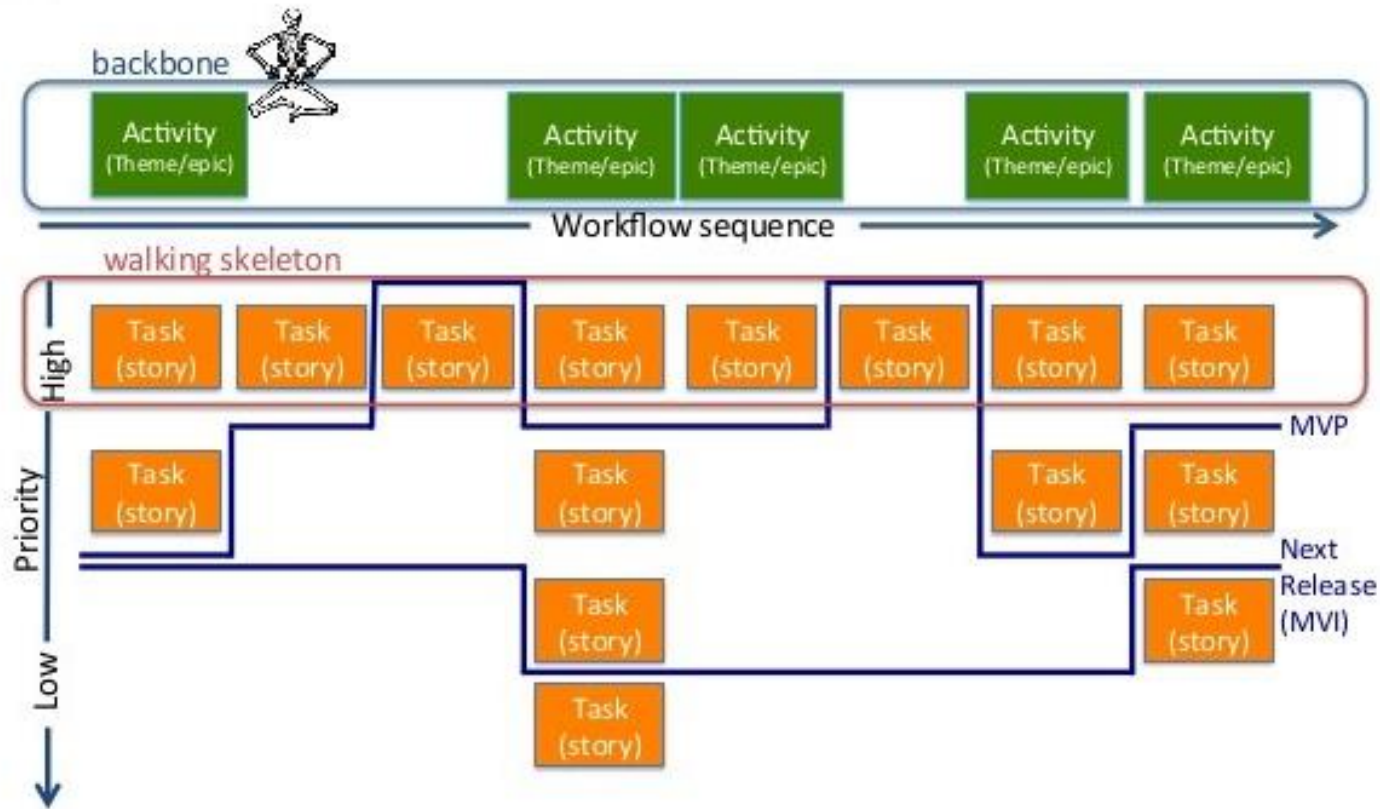 backbone
Activity
(Theme/epic)
Activity
(Theme/epic)
Activity
(Theme/epic)
Activity
(Theme/epic)
Activity
(Theme/epic)
Workflow sequence
walking skeleton
High
Task
(story)
Task
(story)
Task
(story)
Task
(story)
Task
(story)
Task
(story)
Task
(story)
Task
(story)
MVP
Priority
Task
(story)
Task
(story)
Task
(story)
Task
(story)
Next
Release
(MVI)
Task
(story)
Task
(story)
Low
Task
(story)